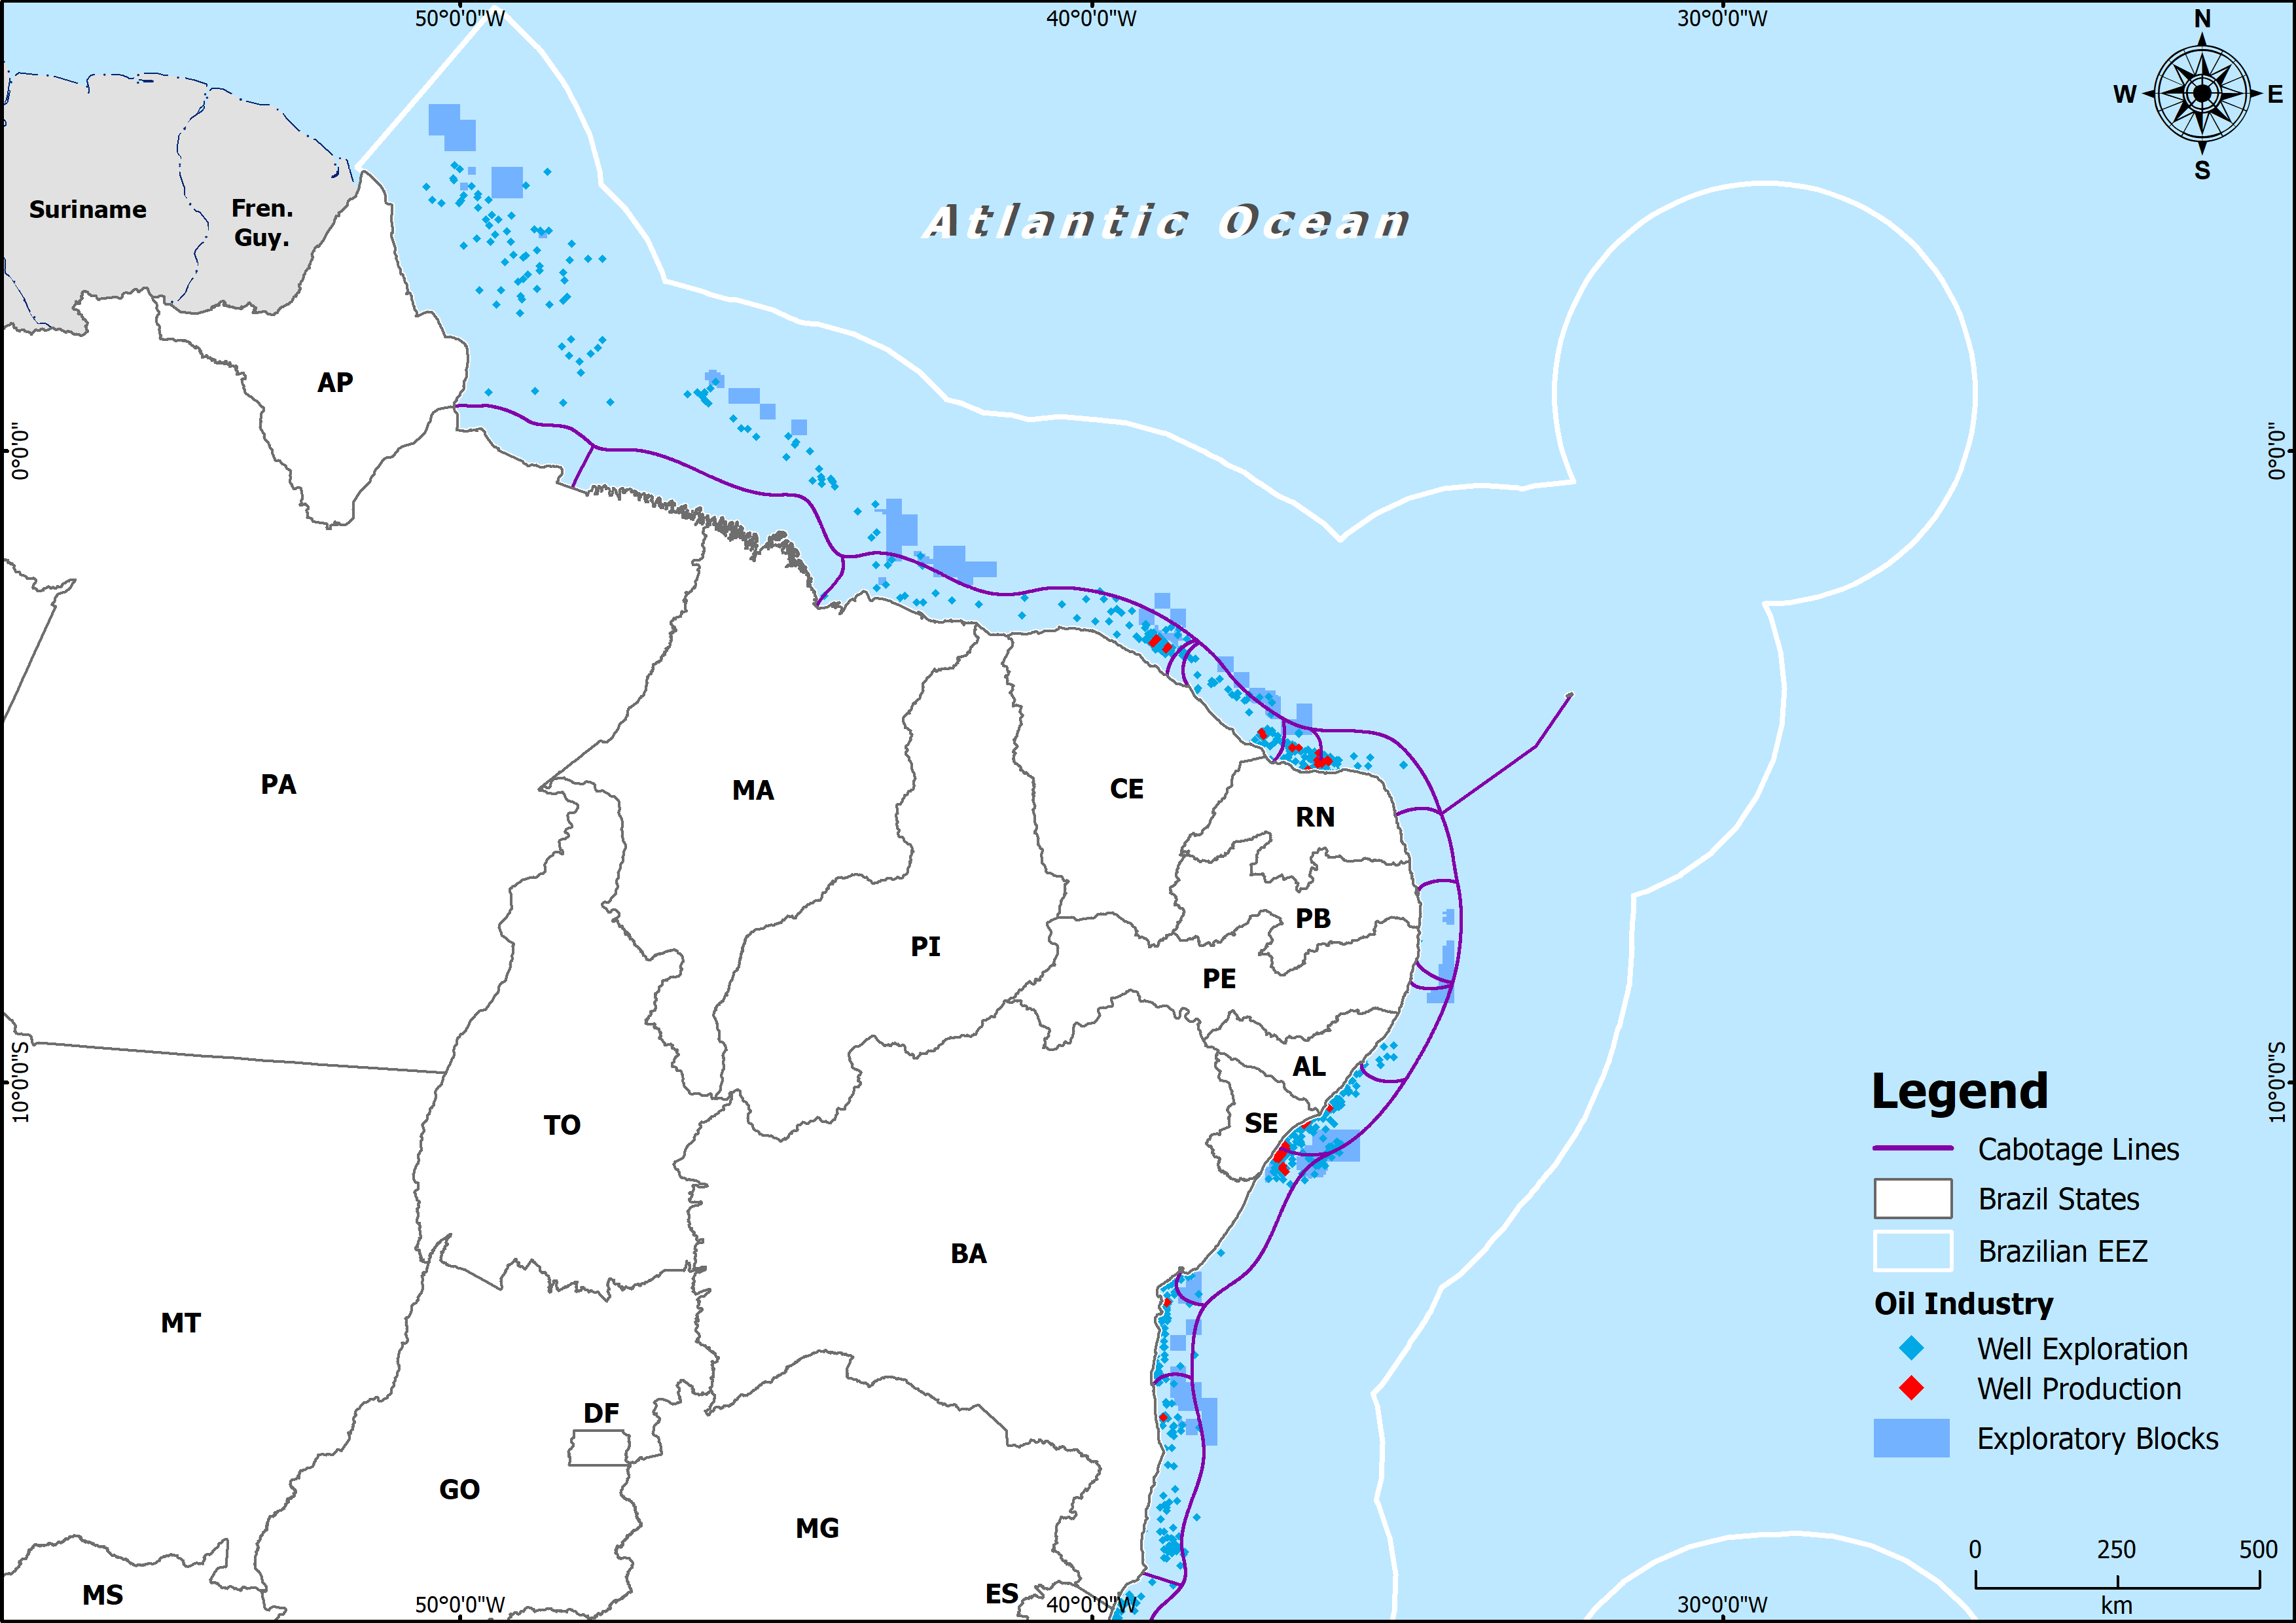 50°0'0"W
40°0'0"W
30°0'0"W
N
W
E
S
Atlantic Ocean
Suriname
Fren.
Guy.
AP
0°0'0"
0°0'0"
PA
MA
CE
RN
PB
PI
PE
AL
SE
TO
BA
MT
DF
GO
MG
ES
MS
10°0'0"S
10°0'0"S
Legend
Cabotage Lines
Brazil States
Brazilian EEZ
Oil Industry
Well Exploration
Well Production
Exploratory Blocks
0 250 500
km
50°0'0"W
40°0'0"W
30°0'0"W